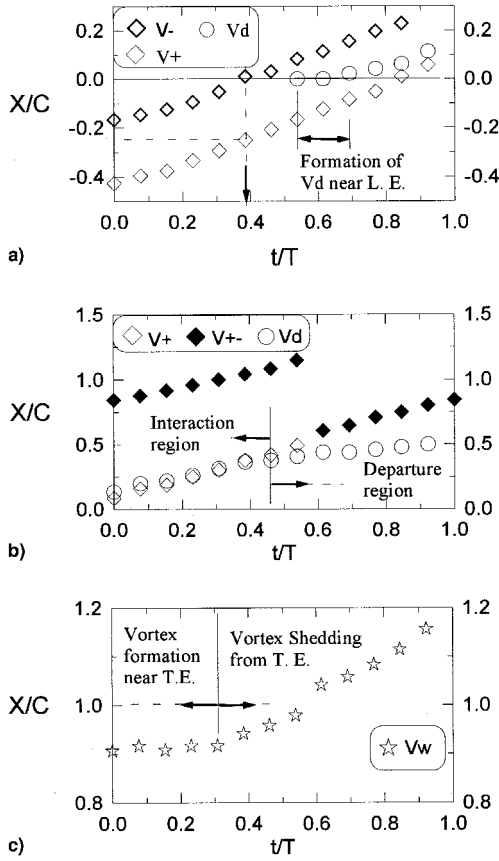 V- Vd
V+
0.2 0.2
0.0 0.0
X/C
-0.2 -0.2
Formation of
Vd near L. E.
-0.4 -0.4
0.0 0.2 0.4 0.6 0.8 1.0
t/T
a)
1.5 1.5
V+ V+- Vd
1.0 1.0
X/C
Interaction
region
0.5 0.5
Departure
region
0.0 0.0
0.0 0.2 0.4 0.6 0.8 1.0
t/T
b)
1.2 1.2
Vortex
formation
near T.E.
Vortex Shedding
from T. E.
X/C
1.0 1.0
Vw
0.8 0.8
0.0 0.2 0.4 0.6 0.8 1.0
t/T
c)